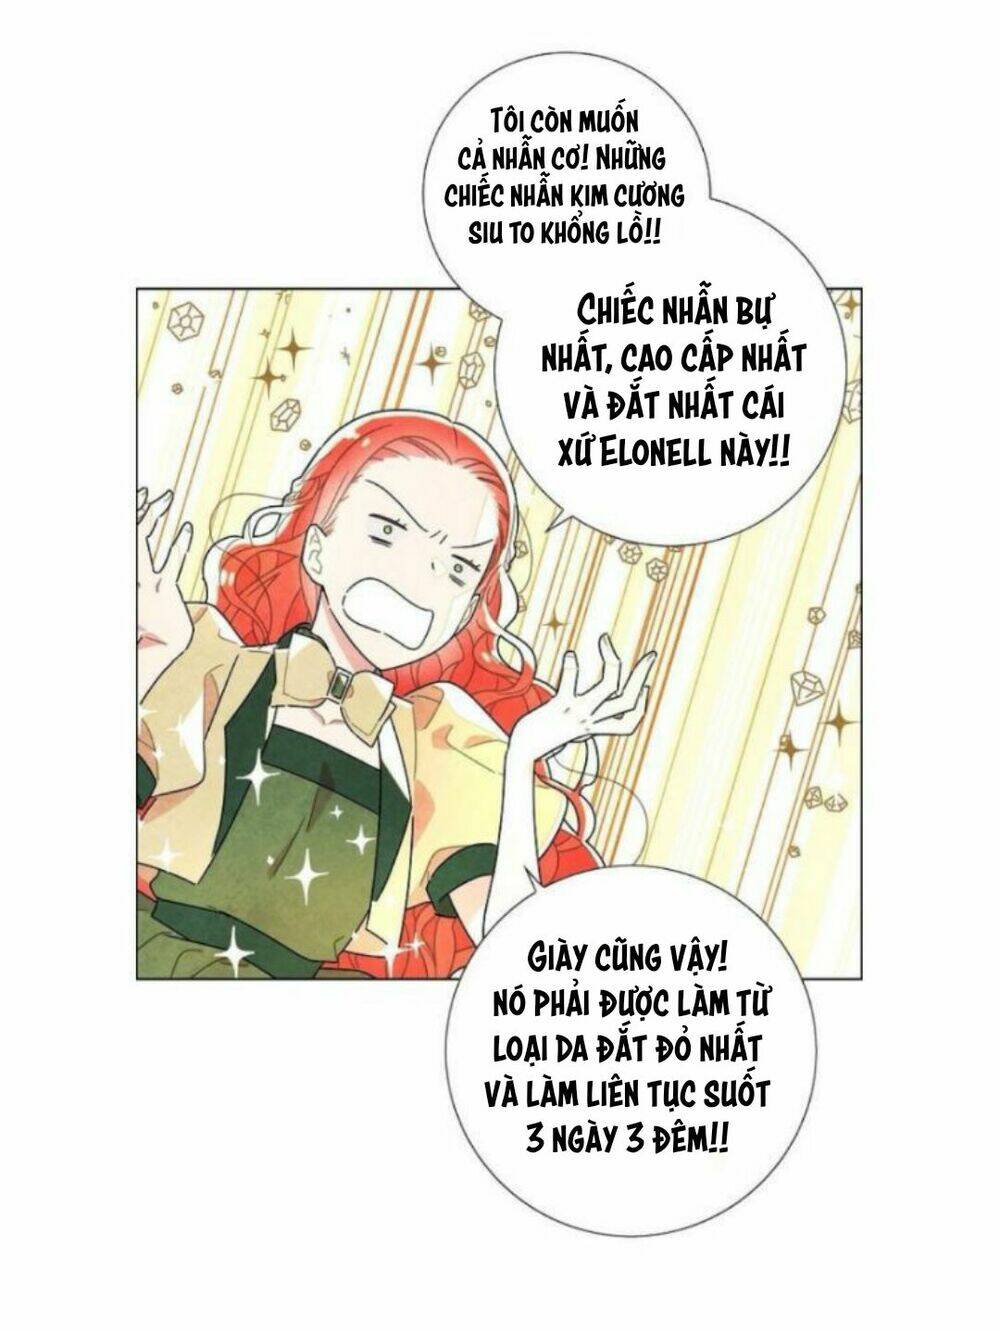 Tôi còn muốn
cả nhẫn cơ! Những
chiếc nhẫn kim cương
siu to khổng lồ!!
Chiếc nhẫn bự
nhất, cao cấp nhất
và đắt nhất cái
xứ Elonell này!!
Giày cũng vậy!
Nó phải được làm từ
loại da đắt đỏ nhất
và làm liên tục suốt
3 ngày 3 đêm!!